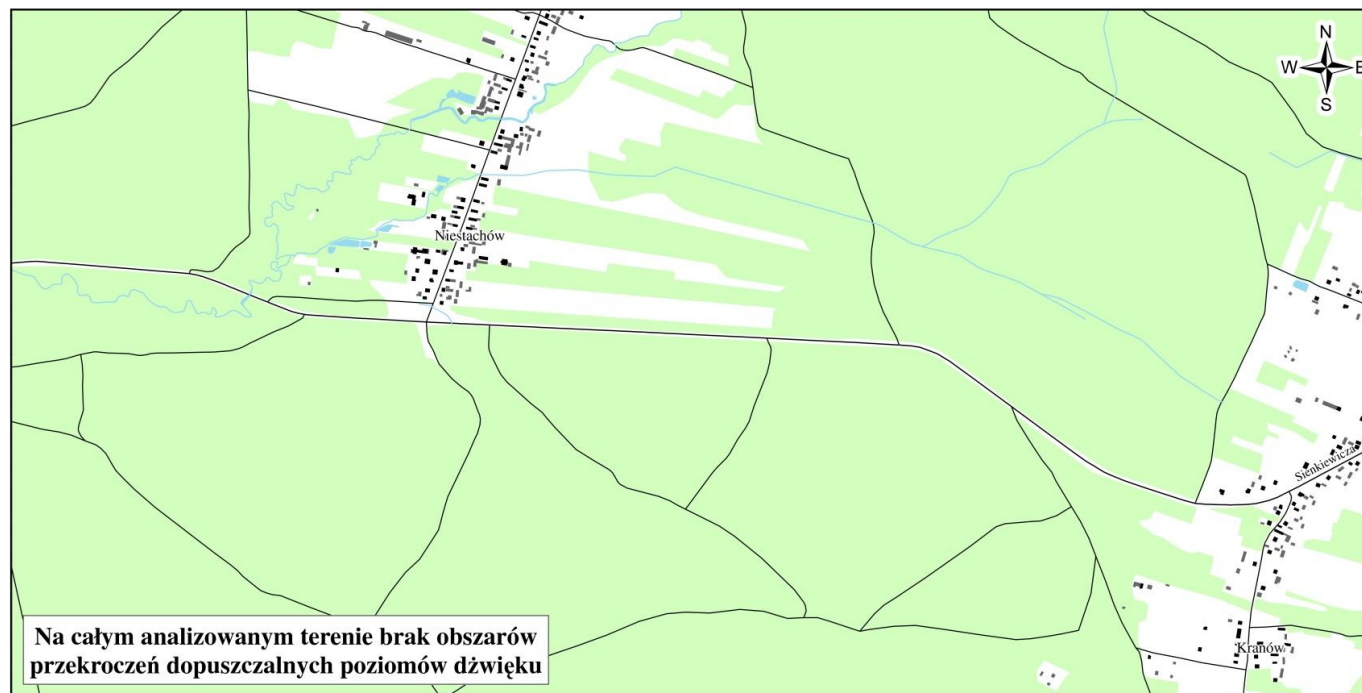 N
W E
S
Niestachów
Sienkiewicza
Kranów
Na całym analizowanym terenie brak obszarów
przekroczeń dopuszczalnych poziomów dźwięku